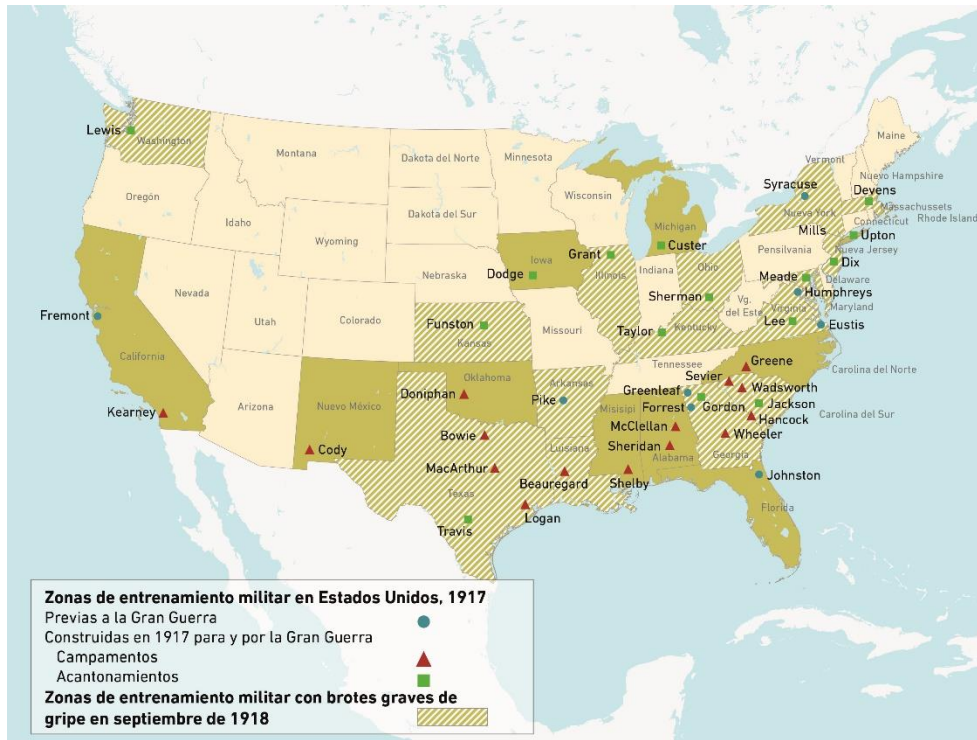 Lewis
Washington
Montana
Dakota del Norte
Minnesota
Maine
Vermont
Nuevo Hampshire
Oregón
Idaho
Dakota del Sur
Wisconsin
Michigan
Syracuse
Devens
Massachussets
Rhode Island
Nueva York
Mills
Connecticut
Upton
Wyoming
Custer
Pensilvania
Nueva Jersey
Dix
Iowa
Dodge
Grant
Illinois
Indiana
Ohio
Meade
Delaware
Humphreys
Nevada
Nebraska
Sherman
Vg.
del Este
Maryland
Virginia
Lee
Eustis
Fremont
Utah
Colorado
Funston
Kansas
Missouri
Taylor
Kentucky
California
Tennessee
Greene
Carolina del Norte
Sevier
Wadsworth
Kearney
Arizona
Nuevo México
Oklahoma
Doniphan
Arkansas
Pike
Greenleaf
Forrest
Gordon
Jackson
Hancock
Carolina del Sur
Misisipi
McClellan
Wheeler
Cody
Bowie
Luisiana
Sheridan
Alabama
Georgia
MacArthur
Beauregard
Shelby
Johnston
Texas
Logan
Travis
Florida
Zonas de entrenamiento militar en Estados Unidos, 1917
Previas a la Gran Guerra
Construidas en 1917 para y por la Gran Guerra
Campamentos
Acantonamientos
Zonas de entrenamiento militar con brotes graves de
gripe en septiembre de 1918